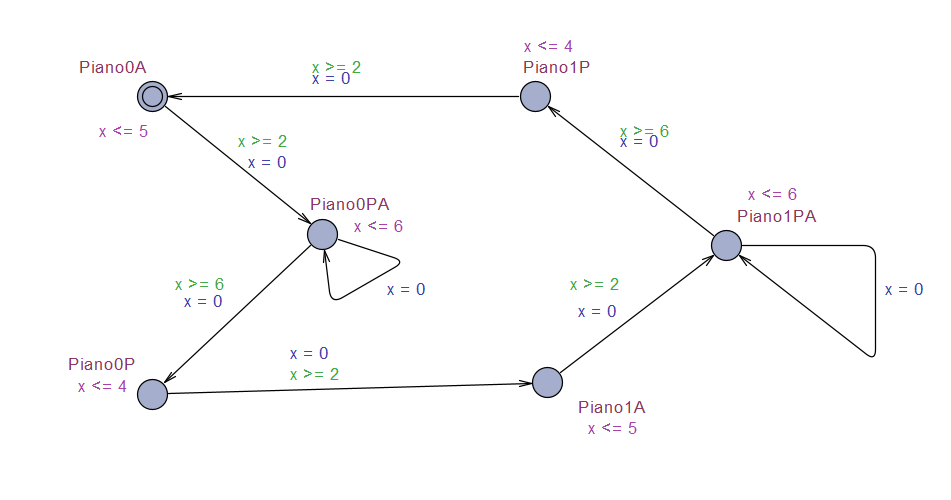 x <= 4
Piano0A
x >= 2
x = 0
Piano1P
x <= 5
x >= 2
x = 0
x >= 6
x = 0
Piano0PA
x <= 6
x <= 6
Piano1PA
x >= 6
x = 0
x = 0
x >= 2
x = 0
x = 0
Piano0P
x <= 4
x = 0
x >= 2
Piano1A
x <= 5